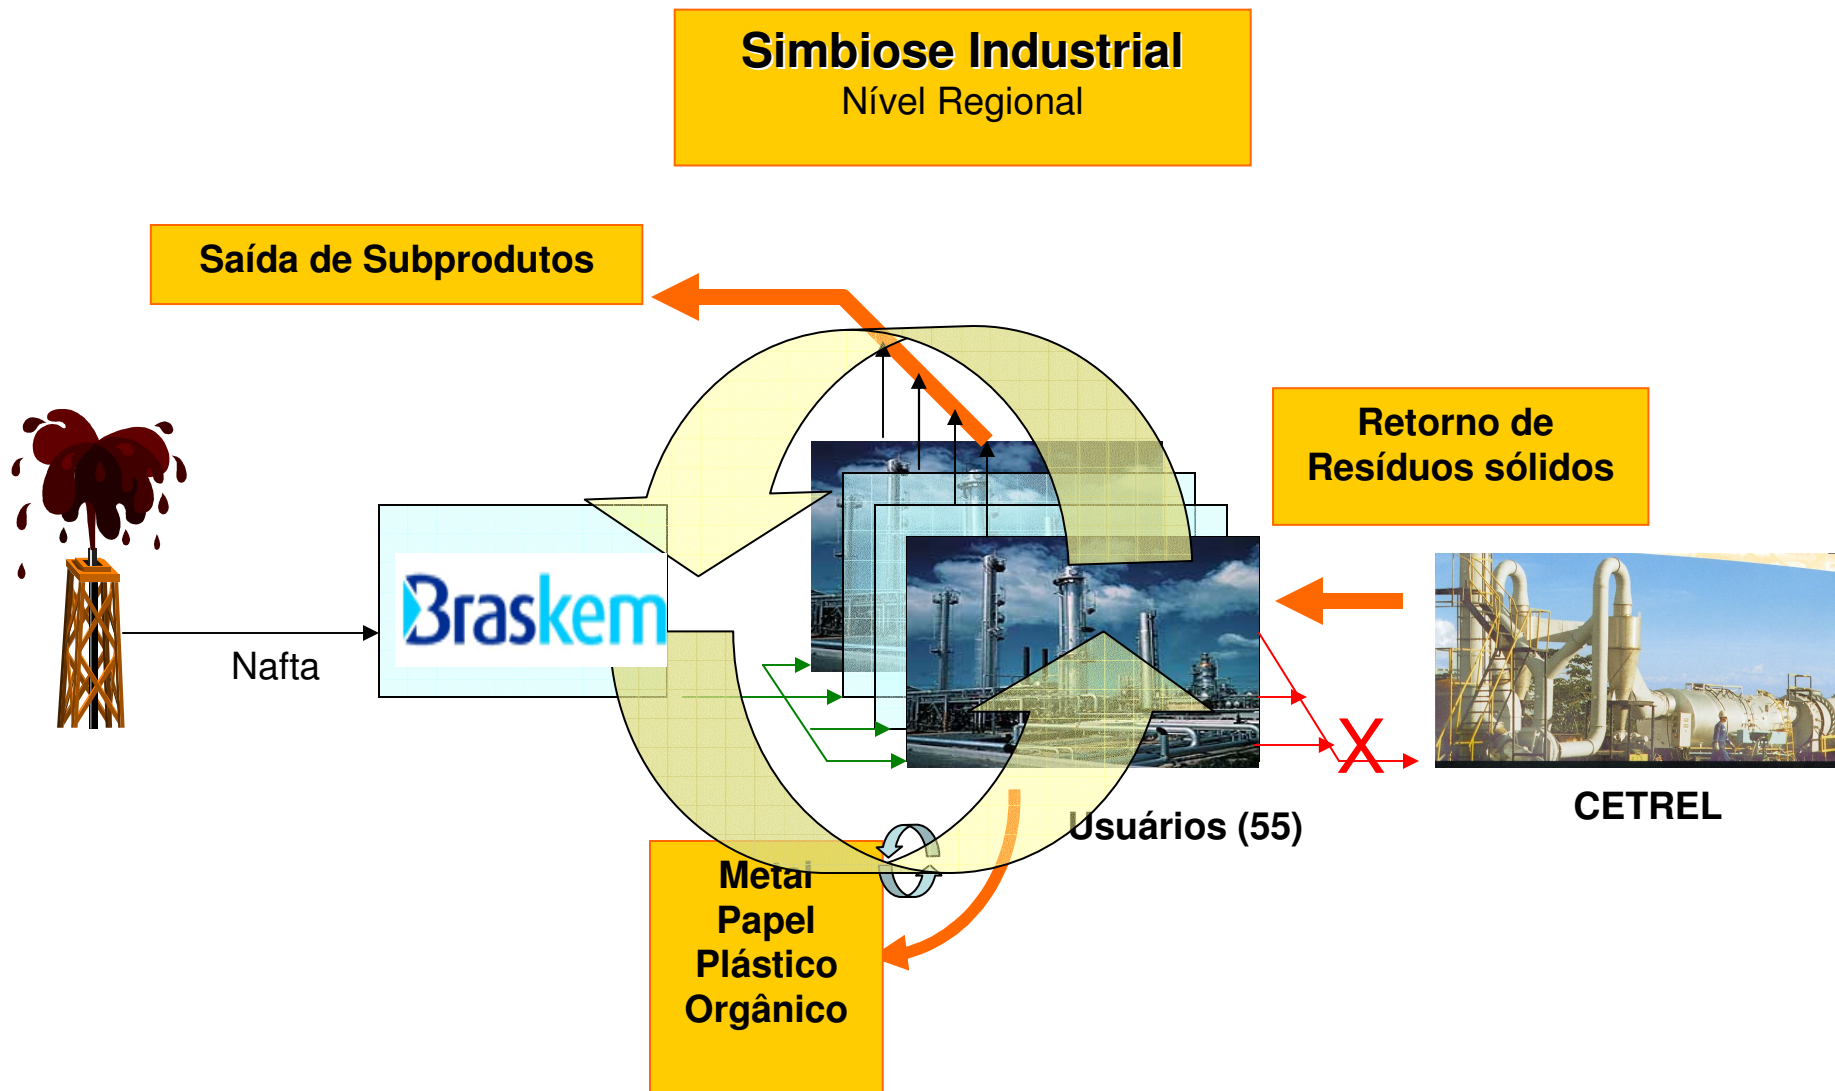 Simbiose Industrial
Nível Regional
Saída de Subprodutos
Retorno de
Resíduos sólidos
Braskem
Nafta
X
CETREL
Usuários (55)
Metal
Papel
Plástico
Orgânico